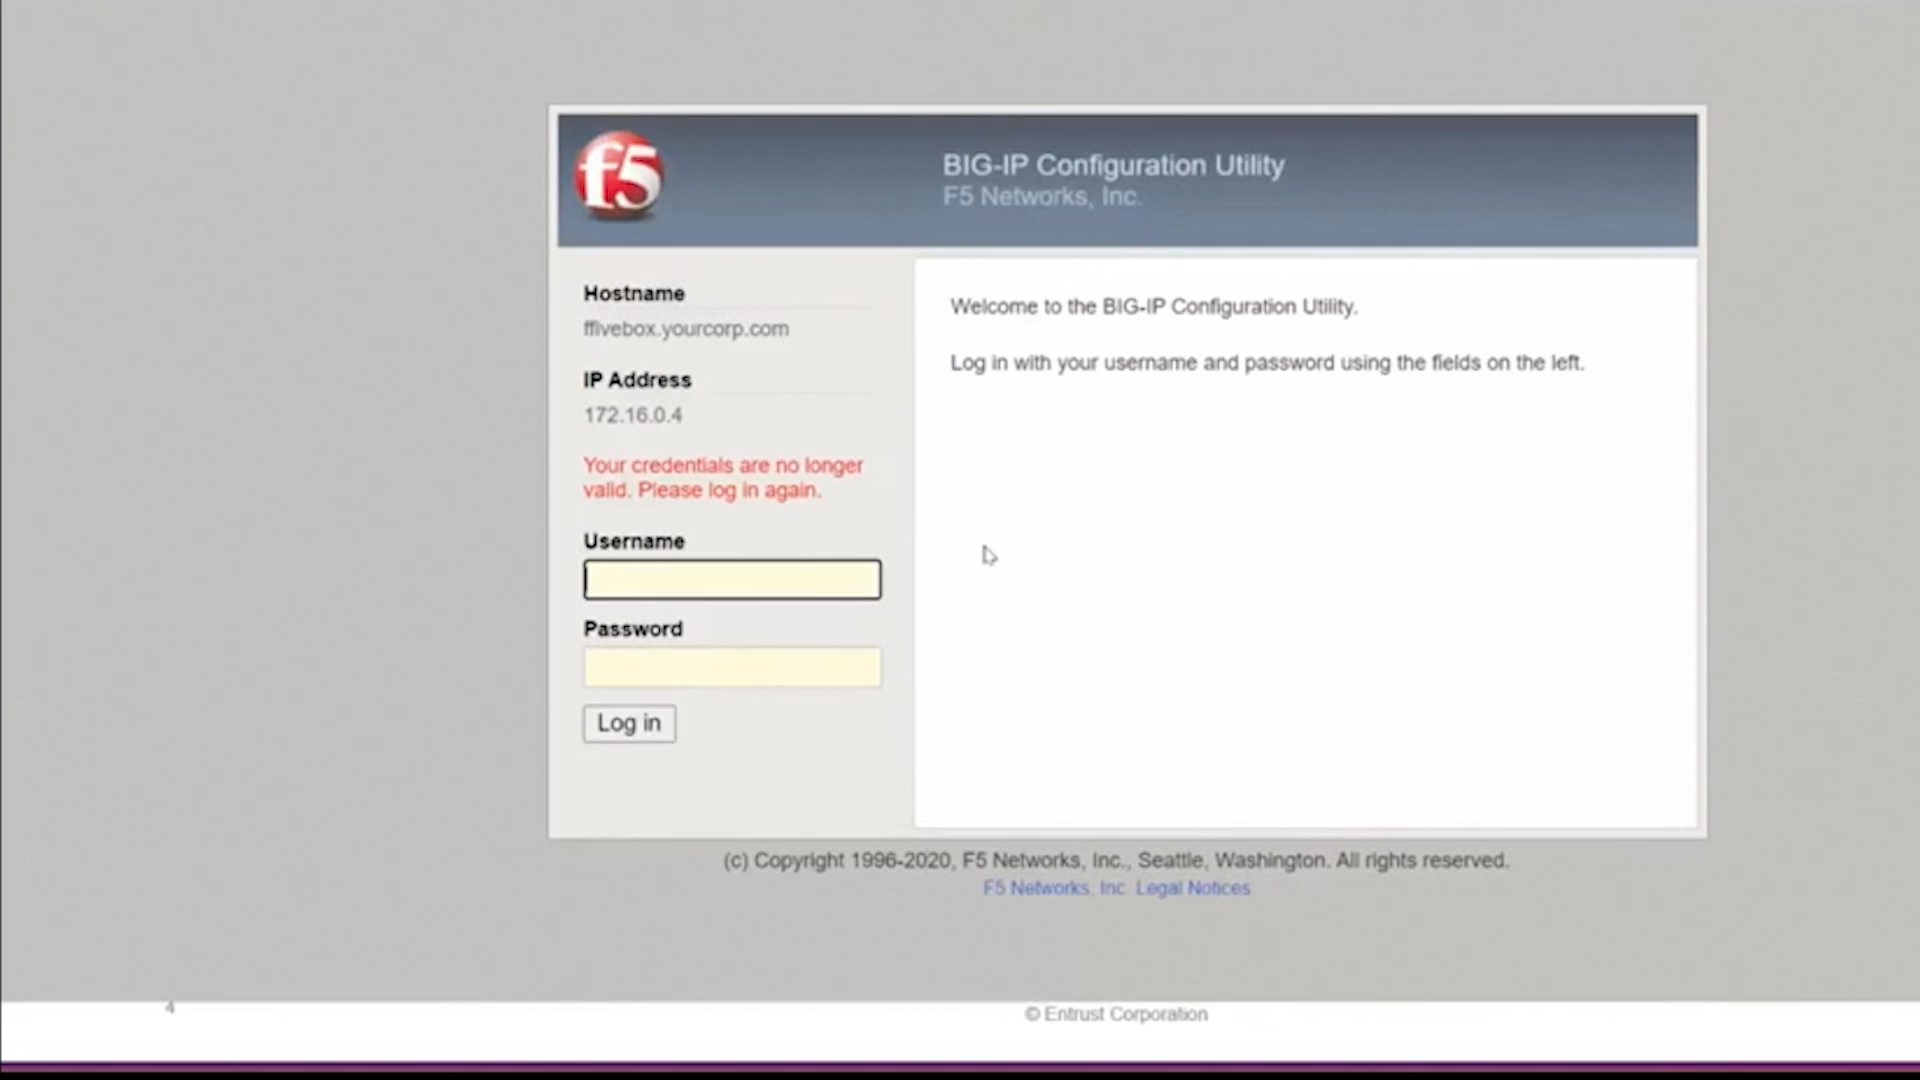 f5
BIG-IP Configuration Utility
F5 Networks, Inc.
Hostname
ffivebox.yourcorp.com
IP Address
172.16.0.4
Your credentials are no longer
valid. Please log in again.
Username
Password
Log in
Welcome to the BIG-IP Configuration Utility.
Log in with your username and password using the fields on the left.
(c) Copyright 1996-2020, F5 Networks, Inc., Seattle, Washington. All rights reserved.
F5 Networks, Inc. Legal Notices
4
© Entrust Corporation